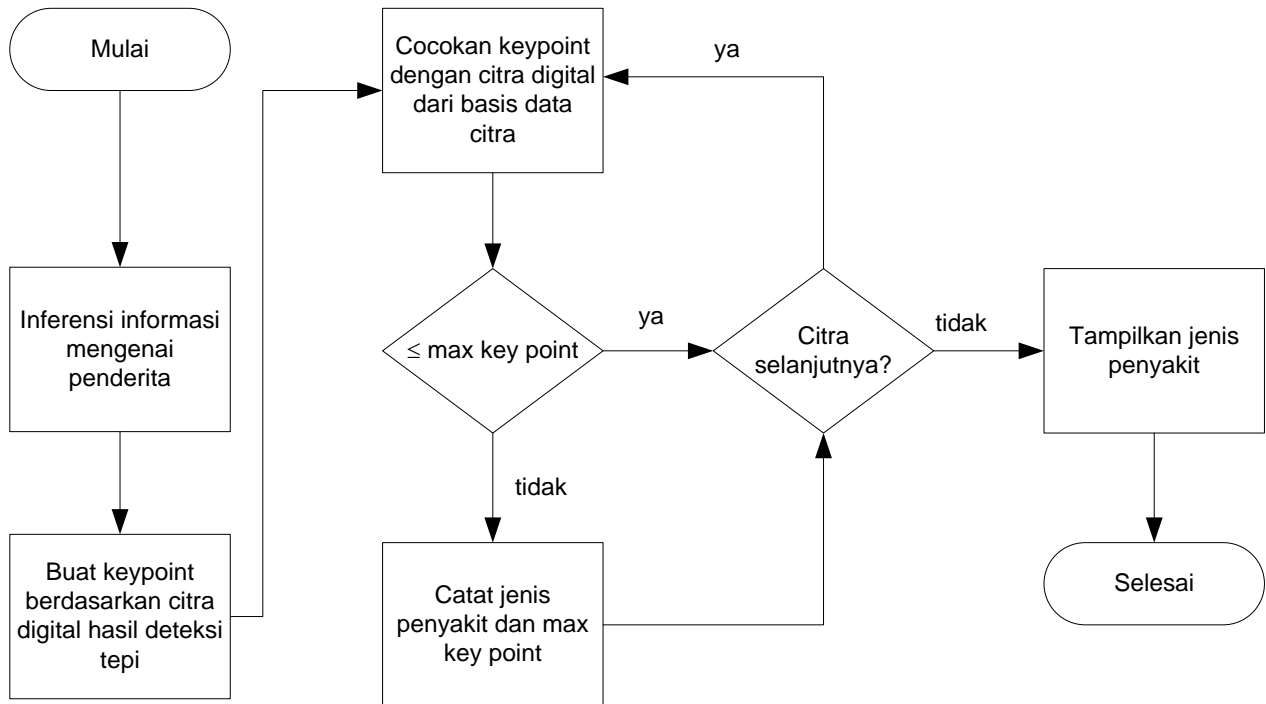 Mulai
Inferensi informasi
mengenai
penderita
Buat keypoint
berdasarkan citra
digital hasil deteksi
tepi
Cocokan keypoint
dengan citra digital
dari basis data
citra
≤ max key point
ya
tidak
Catat jenis
penyakit dan max
key point
Citra
selanjutnya?
ya
tidak
Tampilkan jenis
penyakit
Selesai